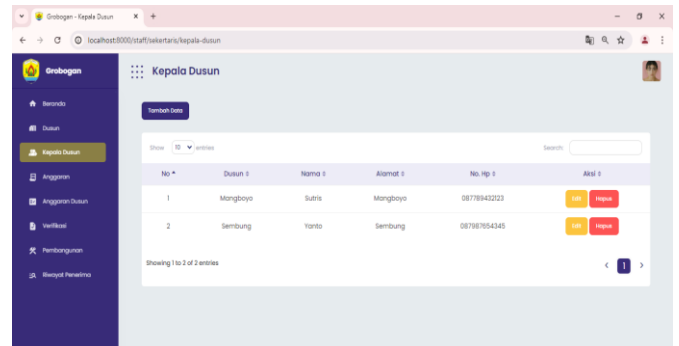 Grobogan - Kepala Dusun
localhost:8000/staff/sekertaris/kepala-dusun
Grobogan
Kepala Dusun
Beranda
Dusun
Kepala Dusun
Anggaran
Anggaran Dusun
Verifikasi
Pembangunan
Riwayat Penerima
Tambah Data
Show 10 entries
Search:
No Dusun Nama Alamat No. Hp Aksi
1 Mangboyo Sutris Mangboyo 087789432123 Edit Hapus
2 Sembung Yanto Sembung 087987654345 Edit Hapus
Showing 1 to 2 of 2 entries
1